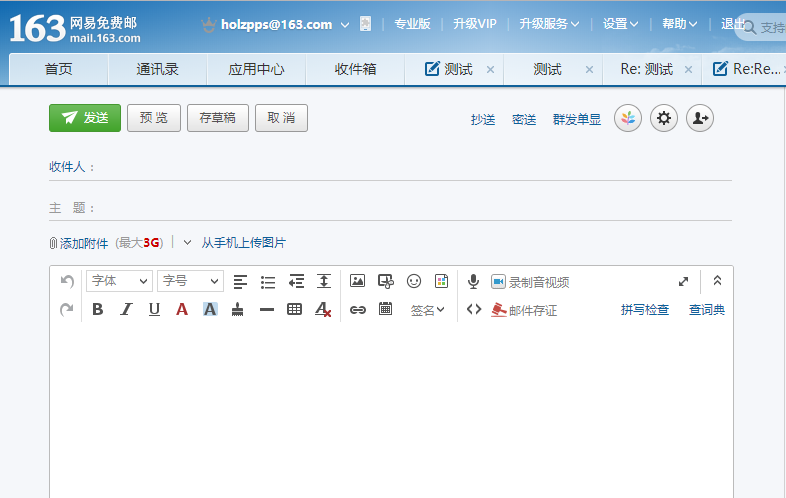 163 网易免费邮 mail.163.com holzpps@163.com 专业版 升级VIP 升级服务 设置 帮助 退出 支持
首页 通讯录 应用中心 收件箱 测试 × 测试 × Re: 测试 × Re:Re... ×
发送 预 览 存草稿 取 消 抄送 密送 群发单显
收件人：
主 题：
添加附件 (最大3G) 从手机上传图片
字体 字号 录制音视频
B I U A A A 签名 邮件存证 拼写检查 查词典